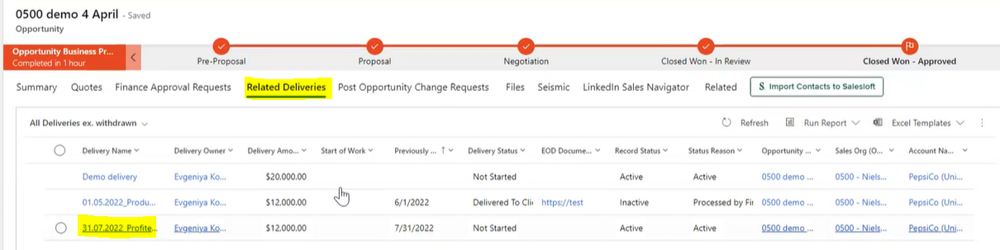 0500 demo 4 April - Saved
Opportunity
Opportunity Business Pr...
Completed in 1 hour
Pre-Proposal Proposal Negotiation Closed Won - In Review Closed Won - Approved
Summary Quotes Finance Approval Requests Related Deliveries Post Opportunity Change Requests Files Seismic LinkedIn Sales Navigator Related Import Contacts to Salesloft
All Deliveries ex. withdrawn Refresh Run Report Excel Templates
Delivery Name Delivery Owner Delivery Amo... Start of Work Previously ... Delivery Status EOD Docume... Record Status Status Reason Opportunity ... Sales Org (O... Account Na...
Demo delivery Evgeniya Ko... $20,000.00 Not Started Active Active 0500 demo ... 0500 - Niels... PepsiCo (Uni...
01.05.2022_Produ... Evgeniya Ko... $12,000.00 6/1/2022 Delivered To Cli https://test Inactive Processed by Fir 0500 demo ... 0500 - Niels... PepsiCo (Uni...
31.07.2022_Profite... Evgeniya Ko... $12,000.00 7/31/2022 Not Started Active Active 0500 demo ... 0500 - Niels... PepsiCo (Uni...